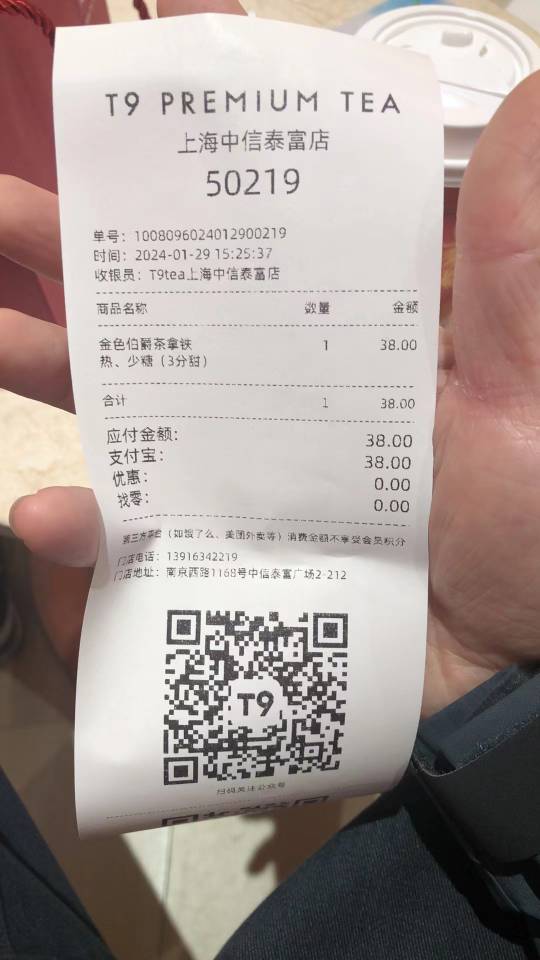 T9 PREMIUM TEA
上海中信泰富店
50219
单号：1008096024012900219
时间：2024-01-29 15:25:37
收银员：T9tea上海中信泰富店
商品名称 数量 金额
金色伯爵茶拿铁 1 38.00
热、少糖（3分甜）
合计 1 38.00
应付金额： 38.00
支付宝： 38.00
优惠： 0.00
找零： 0.00
第三方平台（如饿了么、美团外卖等）消费金额不享受会员积分
门店电话：13916342219
门店地址：南京西路1168号中信泰富广场2-212
T9
扫码关注公众号